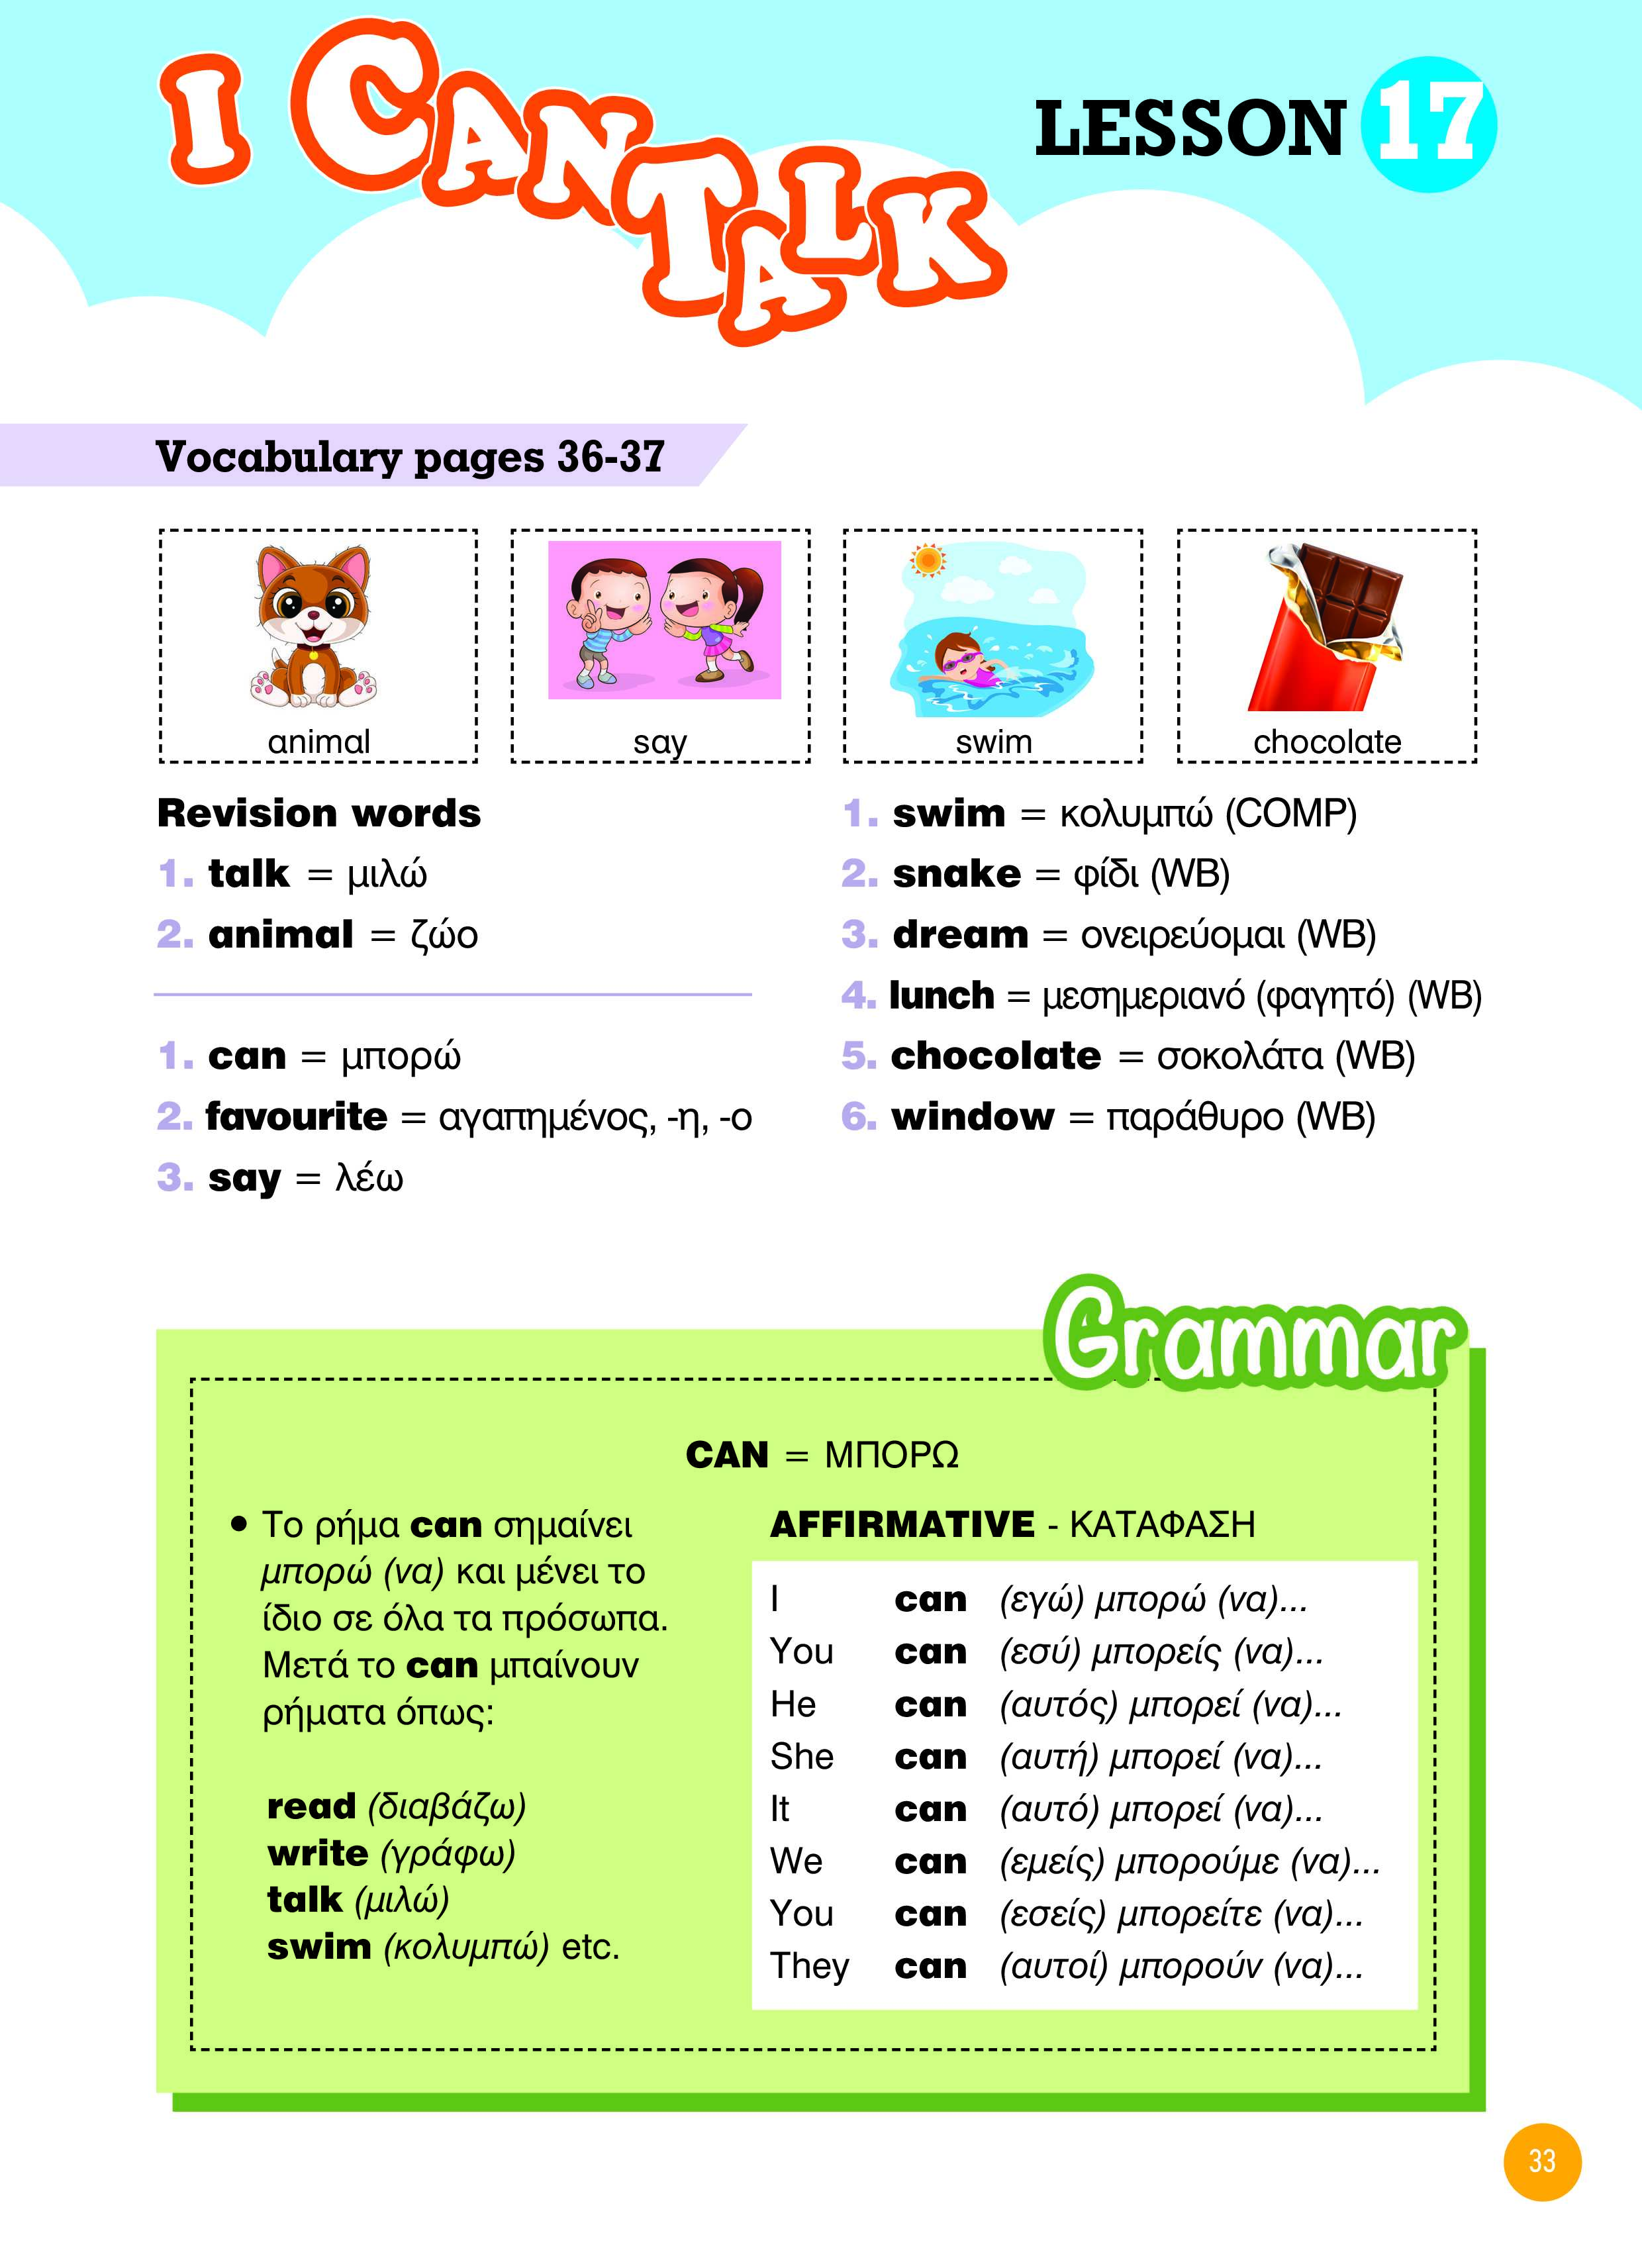 I CAN TALK
LESSON 17
Vocabulary pages 36-37
animal
say
swim
chocolate
Revision words
1. talk = μιλώ
2. animal = ζώο
1. can = μπορώ
2. favourite = αγαπημένος, -η, -ο
3. say = λέω
1. swim = κολυμπώ (COMP)
2. snake = φίδι (WB)
3. dream = ονειρεύομαι (WB)
4. lunch = μεσημεριανό (φαγητό) (WB)
5. chocolate = σοκολάτα (WB)
6. window = παράθυρο (WB)
Grammar
CAN = ΜΠΟΡΩ
• Το ρήμα can σημαίνει
μπορώ (να) και μένει το
ίδιο σε όλα τα πρόσωπα.
Μετά το can μπαίνουν
ρήματα όπως:
read (διαβάζω)
write (γράφω)
talk (μιλώ)
swim (κολυμπώ) etc.
AFFIRMATIVE - ΚΑΤΑΦΑΣΗ
I can (εγώ) μπορώ (να)...
You can (εσύ) μπορείς (να)...
He can (αυτός) μπορεί (να)...
She can (αυτή) μπορεί (να)...
It can (αυτό) μπορεί (να)...
We can (εμείς) μπορούμε (να)...
You can (εσείς) μπορείτε (να)...
They can (αυτοί) μπορούν (να)...
33